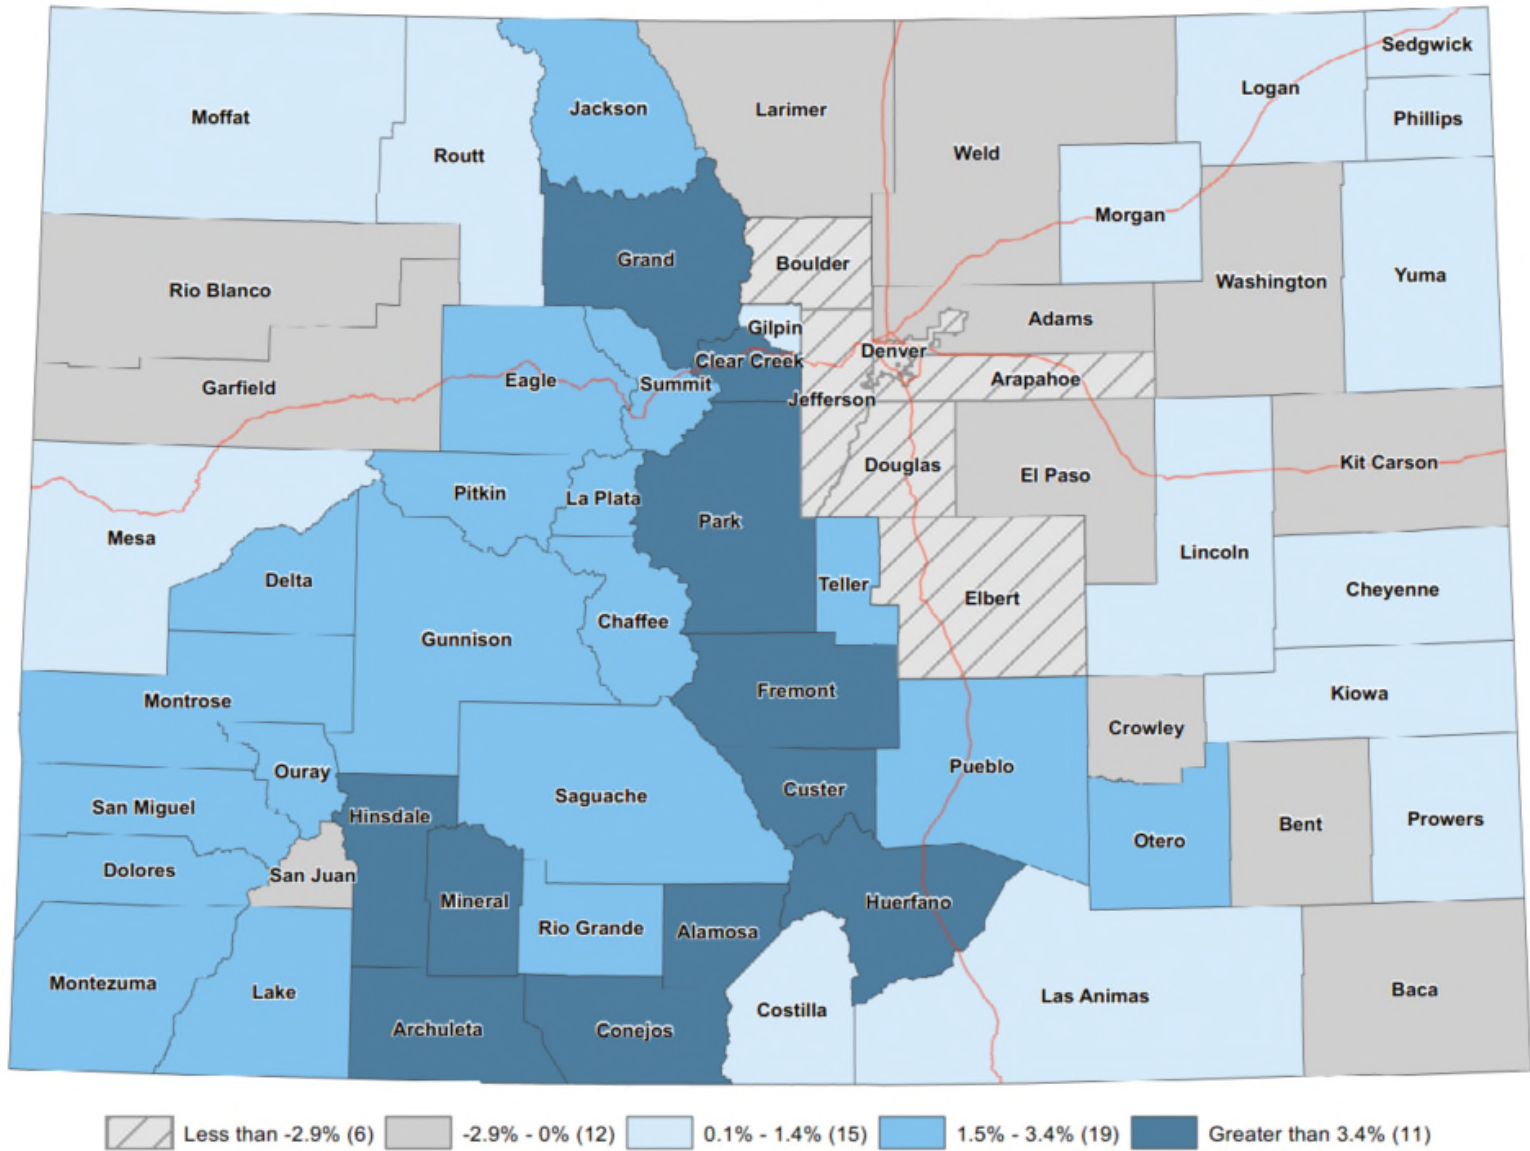 Sedgwick
Logan
Jackson
Larimer
Moffat
Phillips
Weld
Routt
Morgan
Grand
Boulder
Yuma
Washington
Rio Blanco
Adams
Gilpin
Denver
Clear Creek
Arapahoe
Eagle
Summit
Garfield
Jefferson
Kit Carson
Douglas
El Paso
Pitkin
La Plata
Park
Mesa
Lincoln
Delta
Teller
Cheyenne
Elbert
Chaffee
Gunnison
Fremont
Kiowa
Montrose
Crowley
Pueblo
Ouray
Custer
Saguache
San Miguel
Hinsdale
Prowers
Bent
Otero
Dolores
San Juan
Mineral
Huerfano
Rio Grande
Alamosa
Montezuma
Baca
Lake
Las Animas
Costilla
Archuleta
Conejos
Less than -2.9% (6) -2.9% - 0% (12) 0.1% - 1.4% (15) 1.5% - 3.4% (19) Greater than 3.4% (11)